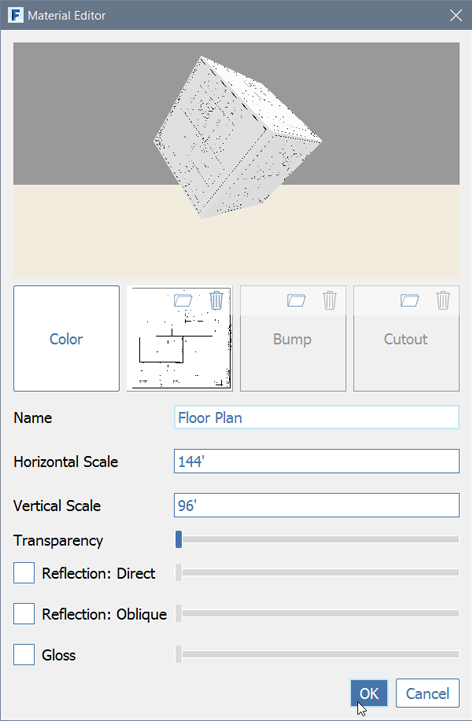 F Material Editor
Color
Bump
Cutout
Name
Floor Plan
Horizontal Scale
144'
Vertical Scale
96'
Transparency
Reflection: Direct
Reflection: Oblique
Gloss
OK
Cancel